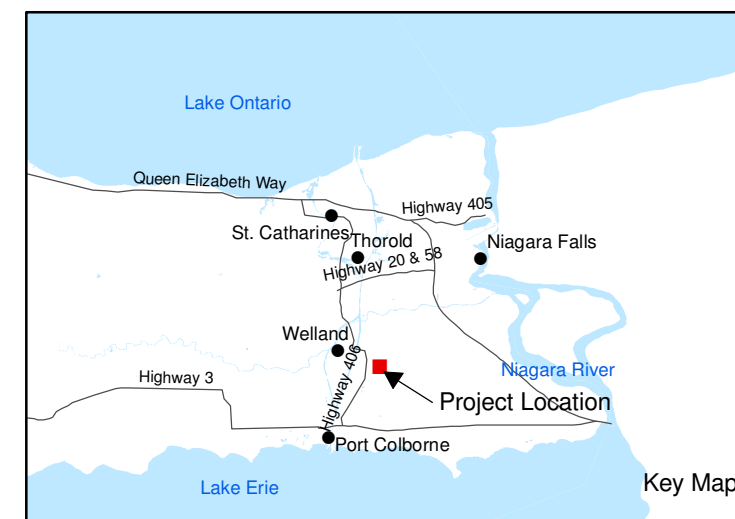 Lake Ontario
Queen Elizabeth Way
Highway 405
St. Catharines
Thorold
Niagara Falls
Highway 20 & 58
Welland
Highway 406
Niagara River
Highway 3
Project Location
Port Colborne
Lake Erie
Key Map